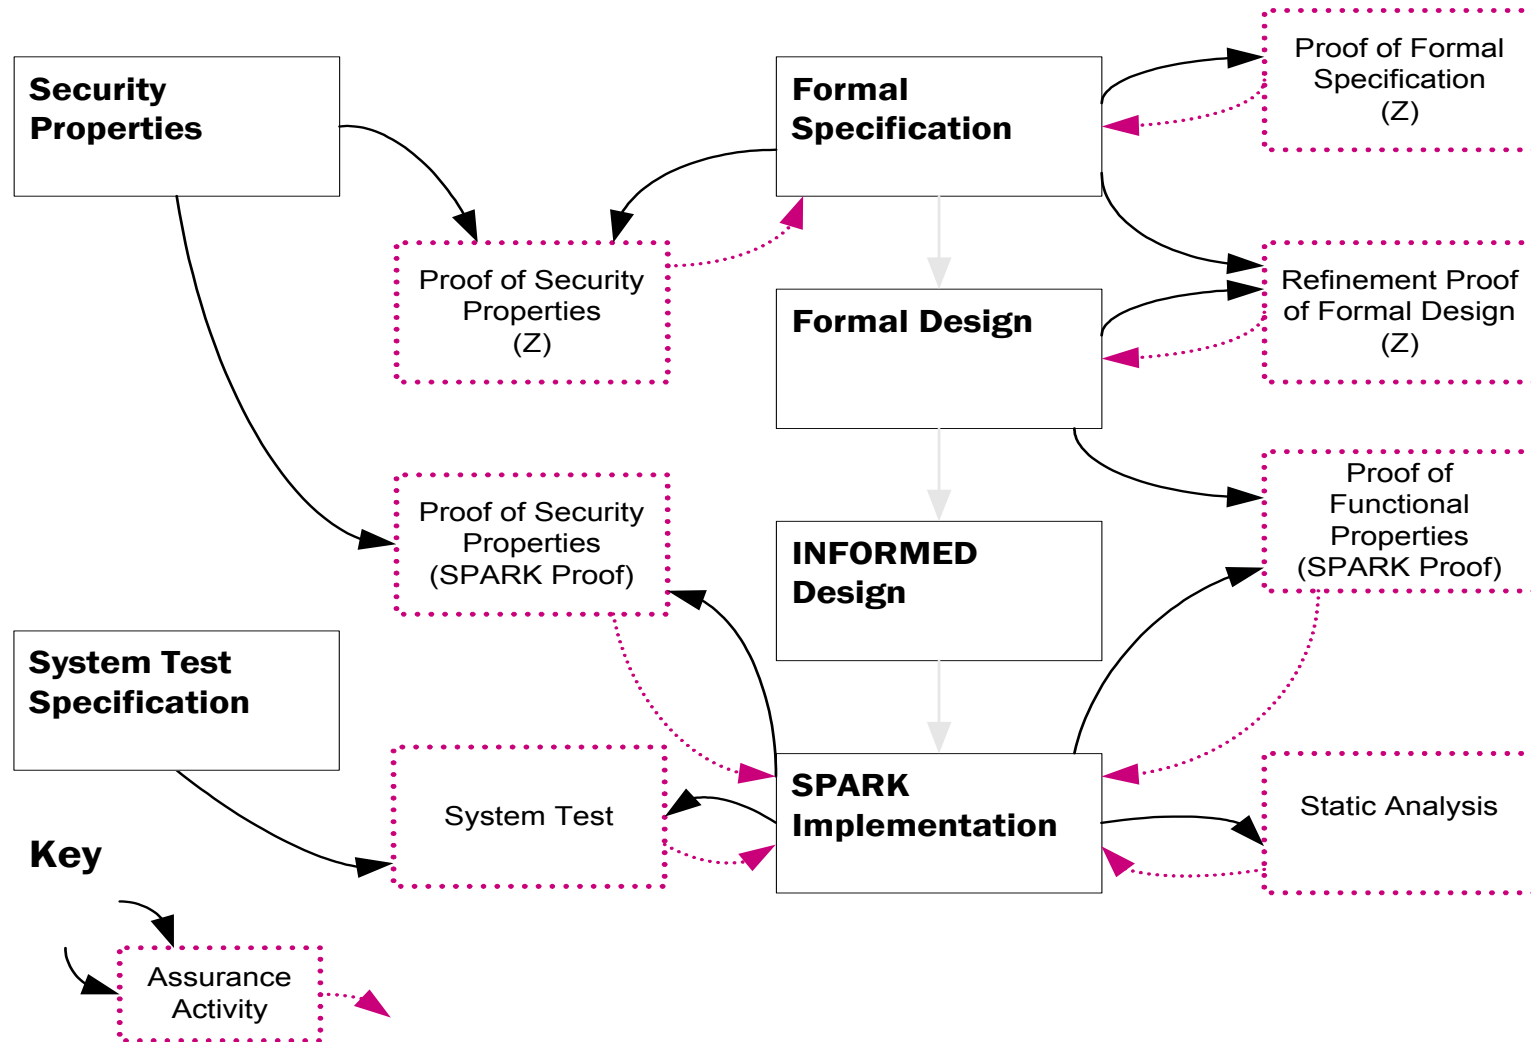 Security
Properties
Formal
Specification
Proof of Formal
Specification
(Z)
Proof of Security
Properties
(Z)
Formal Design
Refinement Proof
of Formal Design
(Z)
Proof of Security
Properties
(SPARK Proof)
INFORMED
Design
Proof of
Functional
Properties
(SPARK Proof)
System Test
Specification
System Test
SPARK
Implementation
Static Analysis
Key
Assurance
Activity